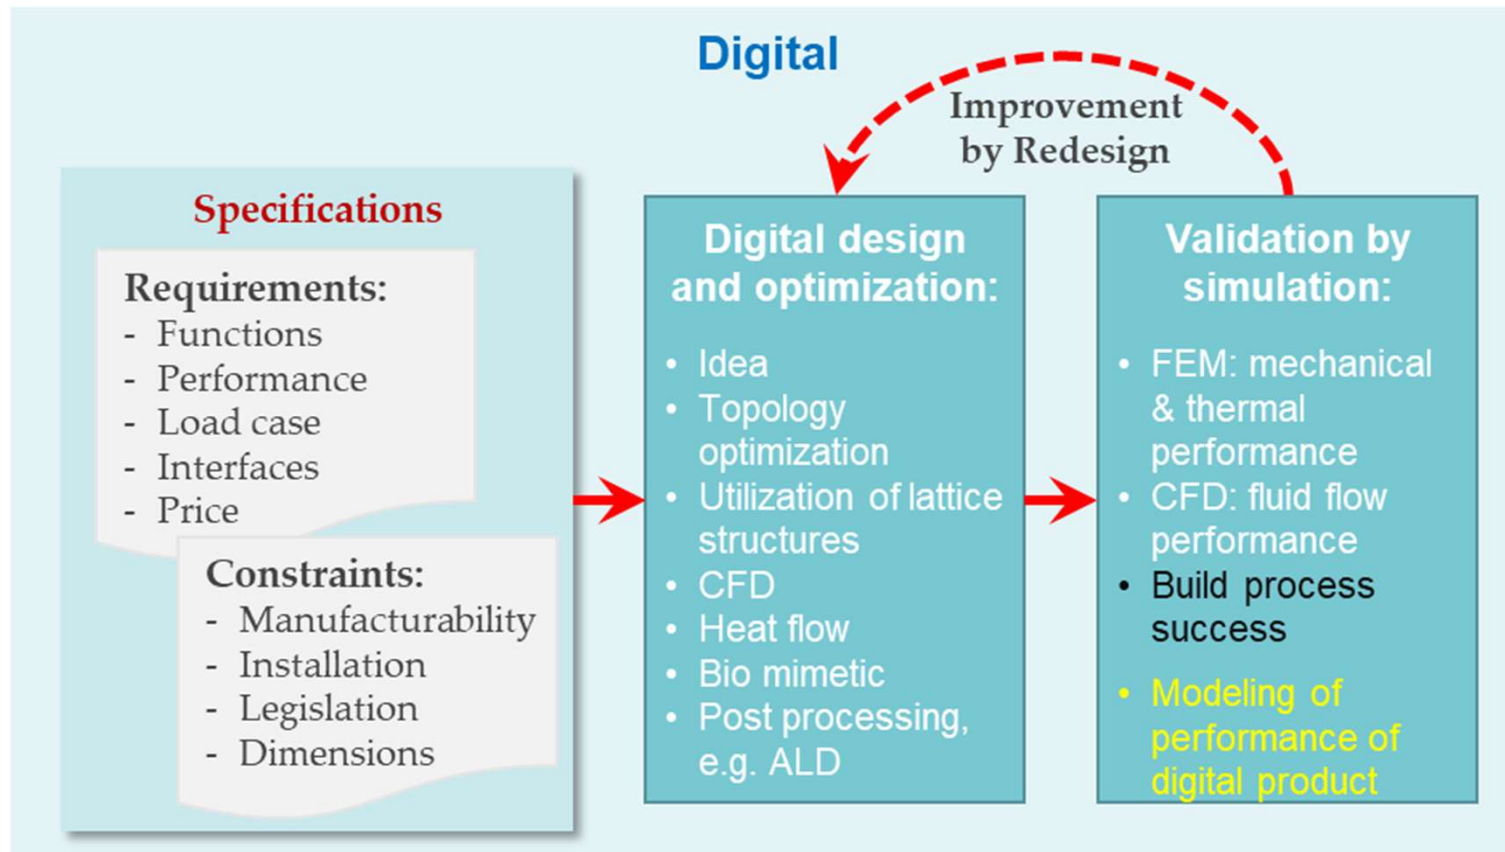 Digital
Improvement
by Redesign
Specifications
Requirements:
- Functions
- Performance
- Load case
- Interfaces
- Price
Constraints:
- Manufacturability
- Installation
- Legislation
- Dimensions
Digital design
and optimization:
• Idea
• Topology
optimization
• Utilization of lattice
structures
• CFD
• Heat flow
• Bio mimetic
• Post processing,
e.g. ALD
Validation by
simulation:
• FEM: mechanical
& thermal
performance
• CFD: fluid flow
performance
• Build process
success
• Modeling of
performance of
digital product